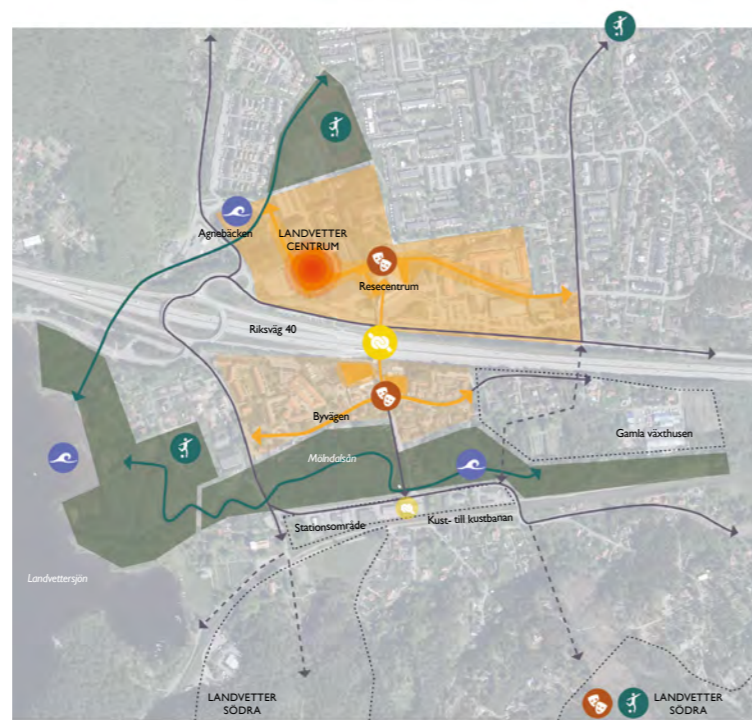 Agnebäcken
LANDVETTER
CENTRUM
Resecentrum
Riksväg 40
Byvägen
Gamla växthusen
Mölndalsån
Stationsområde
Kust- till kustbanan
Landvettersjön
LANDVETTER
SÖDRA
LANDVETTER
SÖDRA